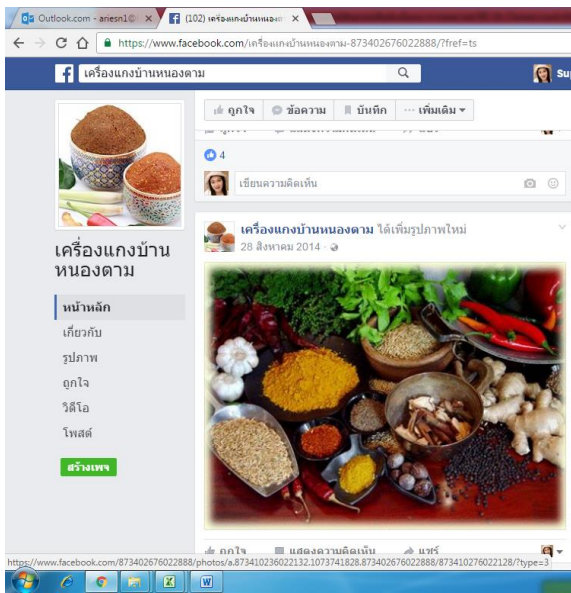 Outlook.com - ariesn1@
(102) เครื่องแกงบ้านหนองตาม
https://www.facebook.com/เครื่องแกงบ้านหนองตาม-873402676022888/?fref=ts
เครื่องแกงบ้านหนองตาม
Su
ถูกใจ ข้อความ บันทึก ··· เพิ่มเติม
4
เขียนความคิดเห็น
เครื่องแกงบ้านหนองตาม ได้เพิ่มรูปภาพใหม่
28 สิงหาคม 2014 ·
เครื่องแกงบ้าน
หนองตาม
หน้าหลัก
เกี่ยวกับ
รูปภาพ
ถูกใจ
วิดีโอ
โพสต์
สร้างเพจ
ถูกใจ แสดงความคิดเห็น แชร์
https://www.facebook.com/873402676022888/photos/a.873410236022132.1073741828.873402676022888/873410276022128/?type=3